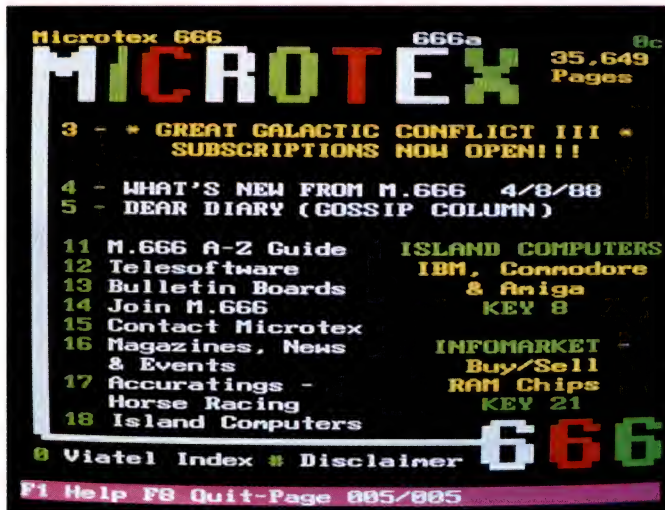 Microtex 666 666a 0c
MICROTEX
35,649
Pages
3 - * GREAT GALACTIC CONFLICT III *
SUBSCRIPTIONS NOW OPEN!!!
4 - WHAT'S NEW FROM M.666 4/8/88
5 - DEAR DIARY (GOSSIP COLUMN)
11 M.666 A-Z Guide
12 Telesoftware
13 Bulletin Boards
14 Join M.666
15 Contact Microtex
16 Magazines, News
& Events
17 Accuratings -
Horse Racing
18 Island Computers
ISLAND COMPUTERS
IBM, Commodore
& Amiga
KEY 8
INFOMARKET -
Buy/Sell
RAM Chips
KEY 21
666
0 Viatel Index # Disclaimer
F1 Help F8 Quit-Page 005/005